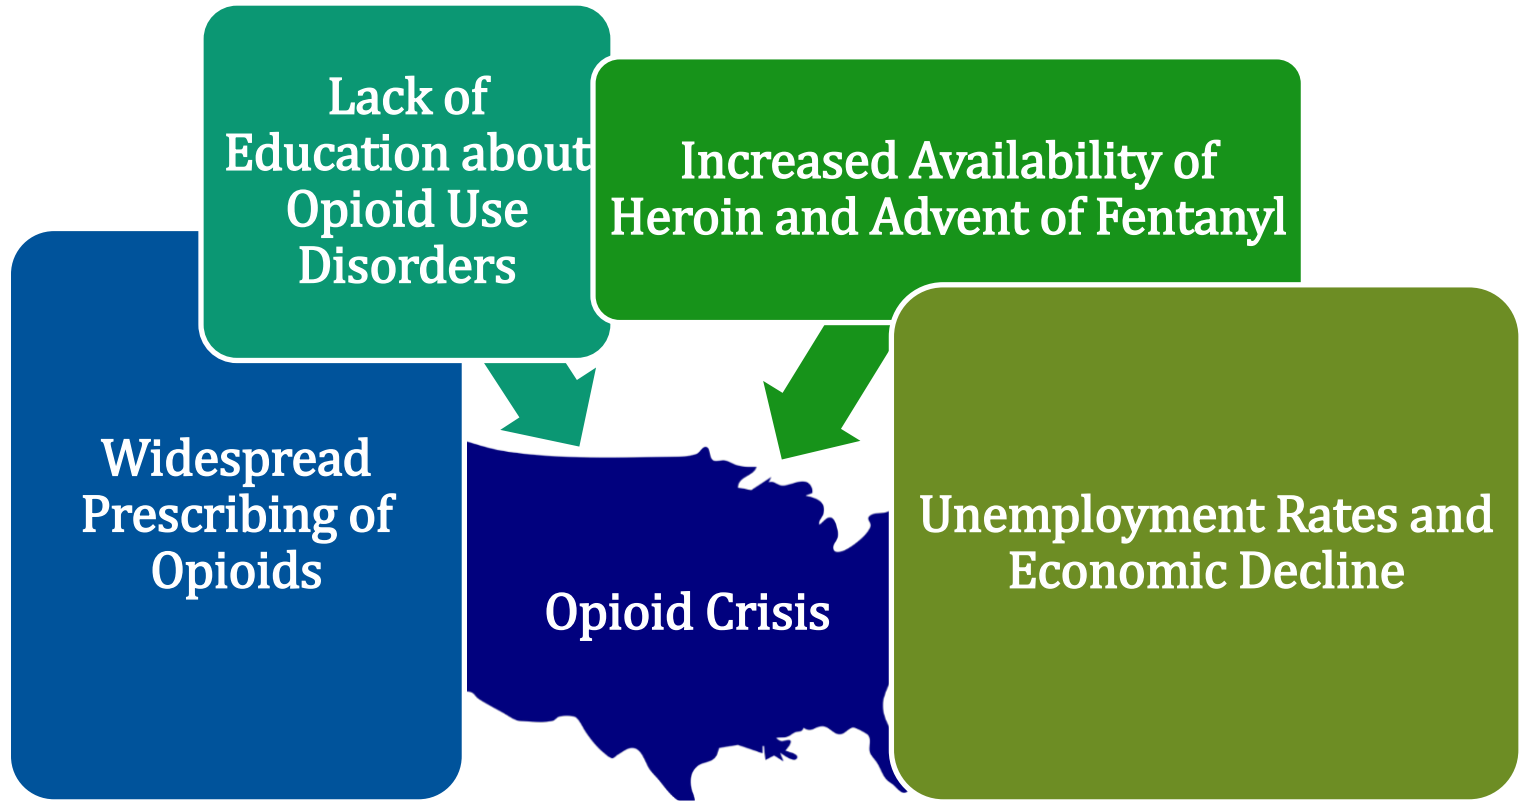 Lack of
Education about
Opioid Use
Disorders
Increased Availability of
Heroin and Advent of Fentanyl
Widespread
Prescribing of
Opioids
Unemployment Rates and
Economic Decline
Opioid Crisis